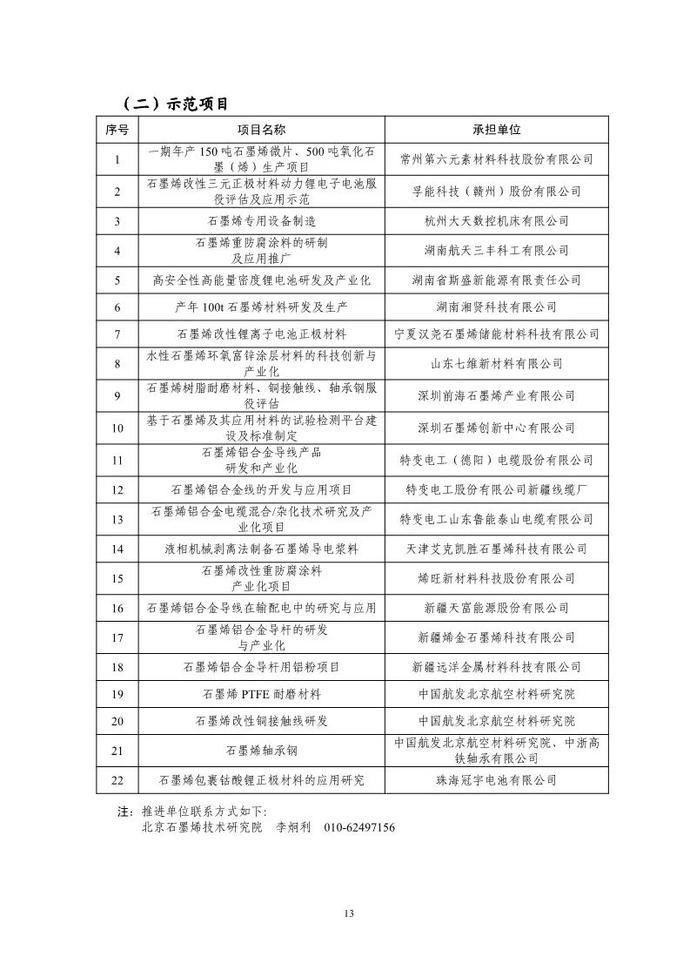 （二）示范项目
序号 项目名称 承担单位
1 一期年产 150 吨石墨烯微片、500 吨氧化石
墨（烯）生产项目 常州第六元素材料科技股份有限公司
2 石墨烯改性三元正极材料动力锂电子电池服
役评估及应用示范 孚能科技（赣州）股份有限公司
3 石墨烯专用设备制造 杭州大天数控机床有限公司
4 石墨烯重防腐涂料的研制
及应用推广 湖南航天三丰科工有限公司
5 高安全性高能量密度锂电池研发及产业化 湖南省斯盛新能源有限责任公司
6 产年 100t 石墨烯材料研发及生产 湖南湘贤科技有限公司
7 石墨烯改性锂离子电池正极材料 宁夏汉尧石墨烯储能材料科技有限公司
8 水性石墨烯环氧富锌涂层材料的科技创新与
产业化 山东七维新材料有限公司
9 石墨烯树脂耐磨材料、铜接触线、轴承钢服
役评估 深圳前海石墨烯产业有限公司
10 基于石墨烯及其应用材料的试验检测平台建
设及标准制定 深圳石墨烯创新中心有限公司
11 石墨烯铝合金导线产品
研发和产业化 特变电工（德阳）电缆股份有限公司
12 石墨烯铝合金线的开发与应用项目 特变电工股份有限公司新疆线缆厂
13 石墨烯铝合金电缆混合/杂化技术研究及产
业化项目 特变电工山东鲁能泰山电缆有限公司
14 液相机械剥离法制备石墨烯导电浆料 天津艾克凯胜石墨烯科技有限公司
15 石墨烯改性重防腐涂料
产业化项目 烯旺新材料科技股份有限公司
16 石墨烯铝合金导线在输配电中的研究与应用 新疆天富能源股份有限公司
17 石墨烯铝合金导杆的研发
与产业化 新疆烯金石墨烯科技有限公司
18 石墨烯铝合金导杆用铝粉项目 新疆远洋金属材料科技有限公司
19 石墨烯 PTFE 耐磨材料 中国航发北京航空材料研究院
20 石墨烯改性铜接触线研发 中国航发北京航空材料研究院
21 石墨烯轴承钢 中国航发北京航空材料研究院、中浙高
铁轴承有限公司
22 石墨烯包裹钴酸锂正极材料的应用研究 珠海冠宇电池有限公司
注：推进单位联系方式如下:
北京石墨烯技术研究院 李炯利 010-62497156
13